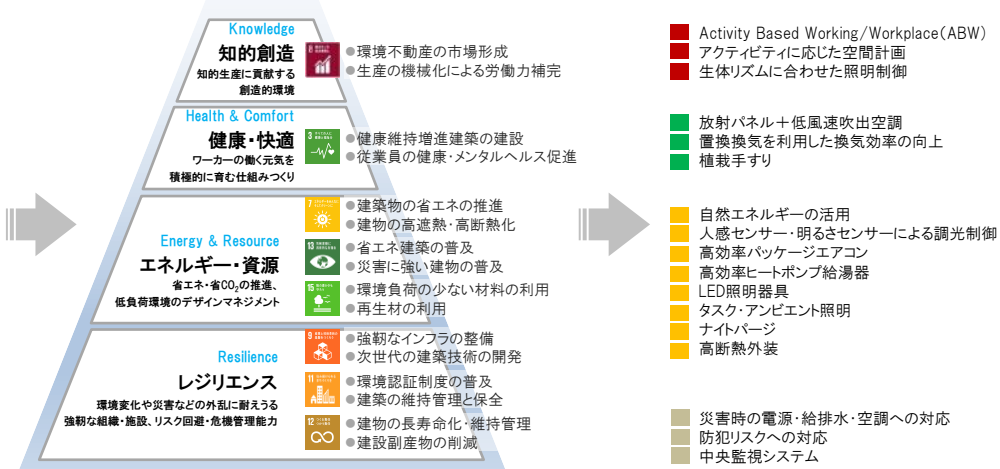 Knowledge
知的創造
知的生産に貢献する
創造的環境
8
●環境不動産の市場形成
●生産の機械化による労働力補完
Health & Comfort
健康・快適
ワーカーの働く元気を
積極的に育む仕組みつくり
3
●健康維持増進建築の建設
●従業員の健康・メンタルヘルス促進
Energy & Resource
エネルギー・資源
省エネ・省CO₂の推進、
低負荷環境のデザインマネジメント
7
●建築物の省エネの推進
●建物の高遮熱・高断熱化
13
●省エネ建築の普及
●災害に強い建物の普及
15
●環境負荷の少ない材料の利用
●再生材の利用
Resilience
レジリエンス
環境変化や災害などの外乱に耐えうる
強靭な組織・施設、リスク回避・危機管理能力
9
●強靭なインフラの整備
●次世代の建築技術の開発
11
●環境認証制度の普及
●建築の維持管理と保全
12
●建物の長寿命化・維持管理
●建設副産物の削減
Activity Based Working/Workplace（ABW）
アクティビティに応じた空間計画
生体リズムに合わせた照明制御
放射パネル＋低風速吹出空調
置換換気を利用した換気効率の向上
植栽手すり
自然エネルギーの活用
人感センサー・明るさセンサーによる調光制御
高効率パッケージエアコン
高効率ヒートポンプ給湯器
LED照明器具
タスク・アンビエント照明
ナイトパージ
高断熱外装
災害時の電源・給排水・空調への対応
防犯リスクへの対応
中央監視システム